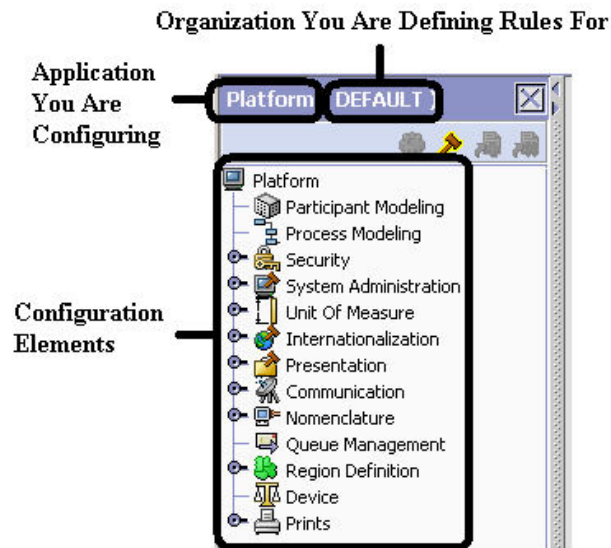 Organization You Are Defining Rules For
Application
You Are
Configuring
Platform ( DEFAULT )
Platform
Participant Modeling
Process Modeling
Security
System Administration
Unit Of Measure
Internationalization
Presentation
Communication
Nomenclature
Queue Management
Region Definition
Device
Prints
Configuration
Elements